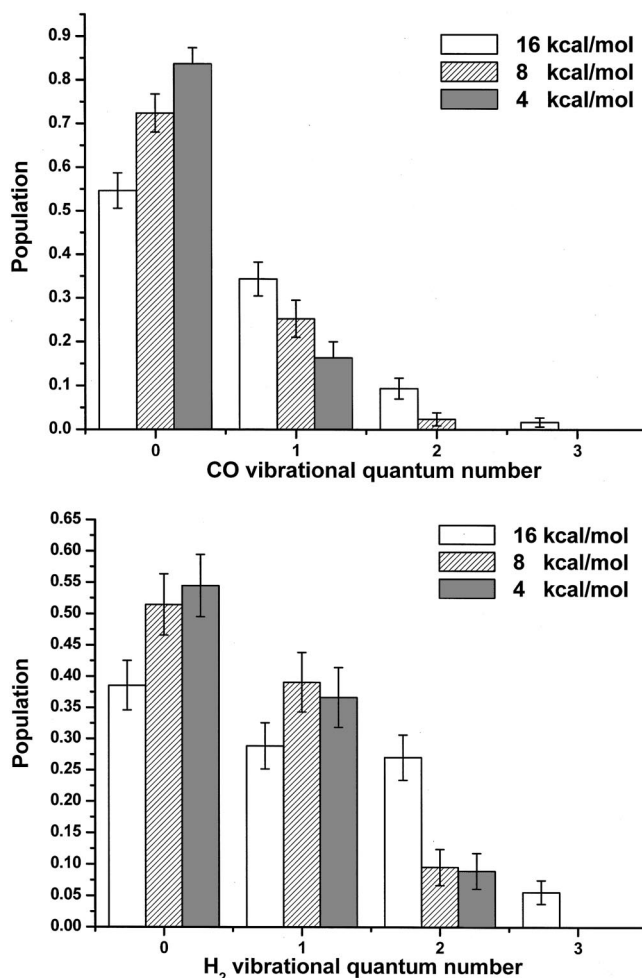 0.9
0.8
0.7
0.6
0.5
0.4
0.3
0.2
0.1
0.0
Population
16 kcal/mol
8 kcal/mol
4 kcal/mol
0 1 2 3
CO vibrational quantum number
0.65
0.60
0.55
0.50
0.45
0.40
0.35
0.30
0.25
0.20
0.15
0.10
0.05
0.00
Population
16 kcal/mol
8 kcal/mol
4 kcal/mol
0 1 2 3
H₂ vibrational quantum number